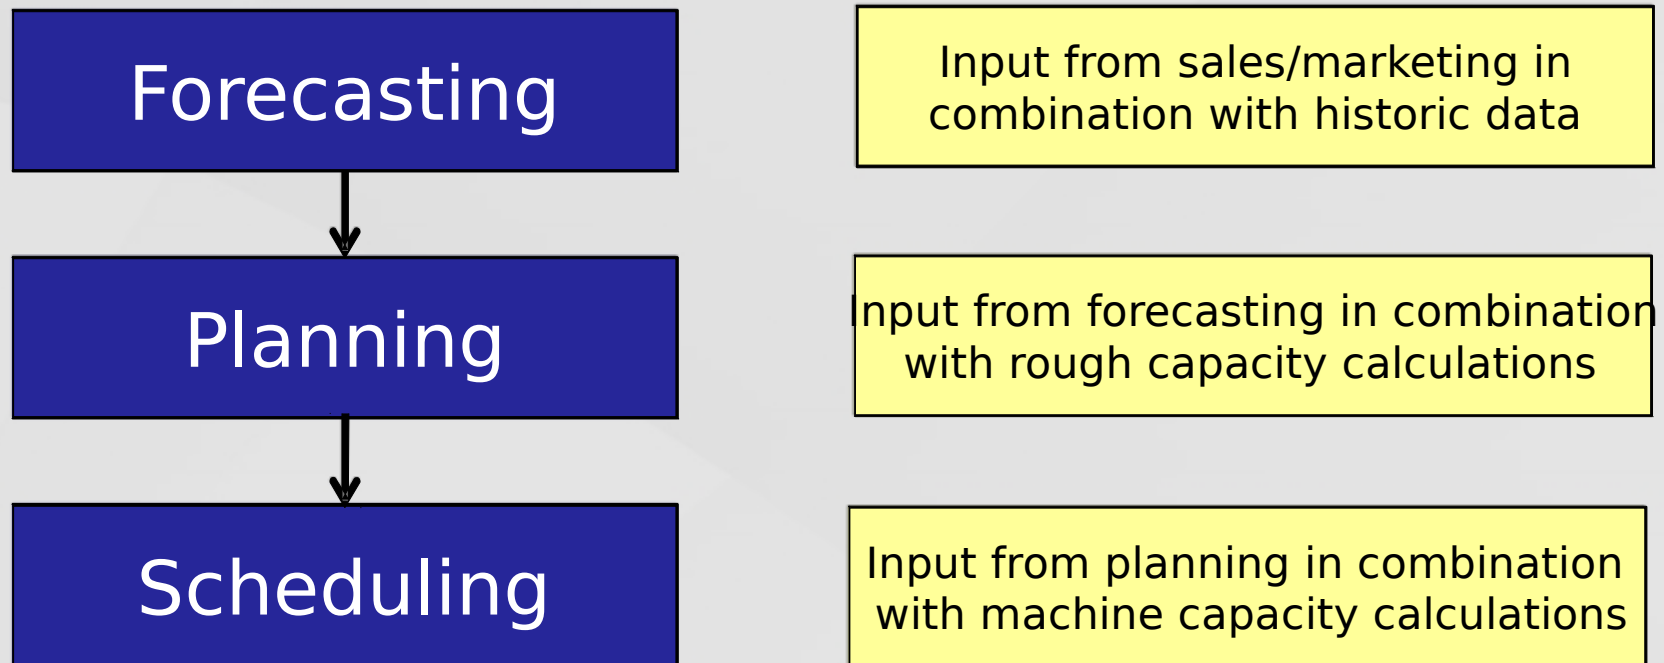 Forecasting
Input from sales/marketing in
combination with historic data
Planning
Input from forecasting in combination
with rough capacity calculations
Scheduling
Input from planning in combination
with machine capacity calculations